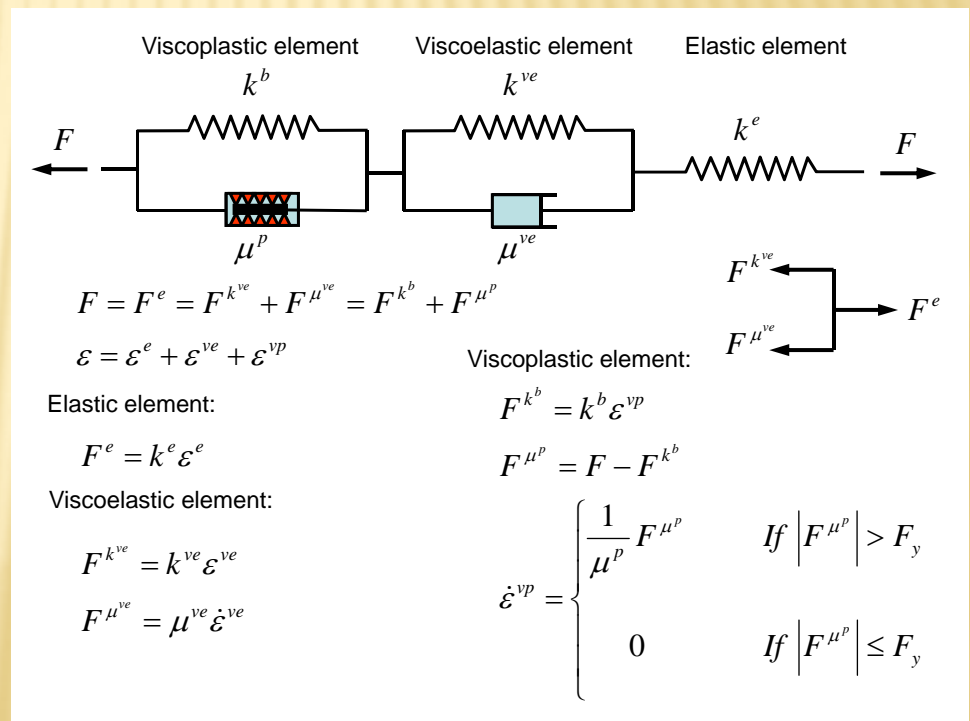 Viscoplastic element Viscoelastic element Elastic element
k^b k^{ve} k^e
F F
μ^p μ^{ve}
F = F^e = F^{k^{ve}} + F^{μ^{ve}} = F^{k^b} + F^{μ^p}
ε = ε^e + ε^{ve} + ε^{vp}
F^{k^{ve}}
F^e
F^{μ^{ve}}
Elastic element:
F^e = k^e ε^e
Viscoelastic element:
F^{k^{ve}} = k^{ve} ε^{ve}
F^{μ^{ve}} = μ^{ve} ε̇^{ve}
Viscoplastic element:
F^{k^b} = k^b ε^{vp}
F^{μ^p} = F − F^{k^b}
ε̇^{vp} = { \frac{1}{μ^p} F^{μ^p} If |F^{μ^p}| > F_y
0 If |F^{μ^p}| ≤ F_y